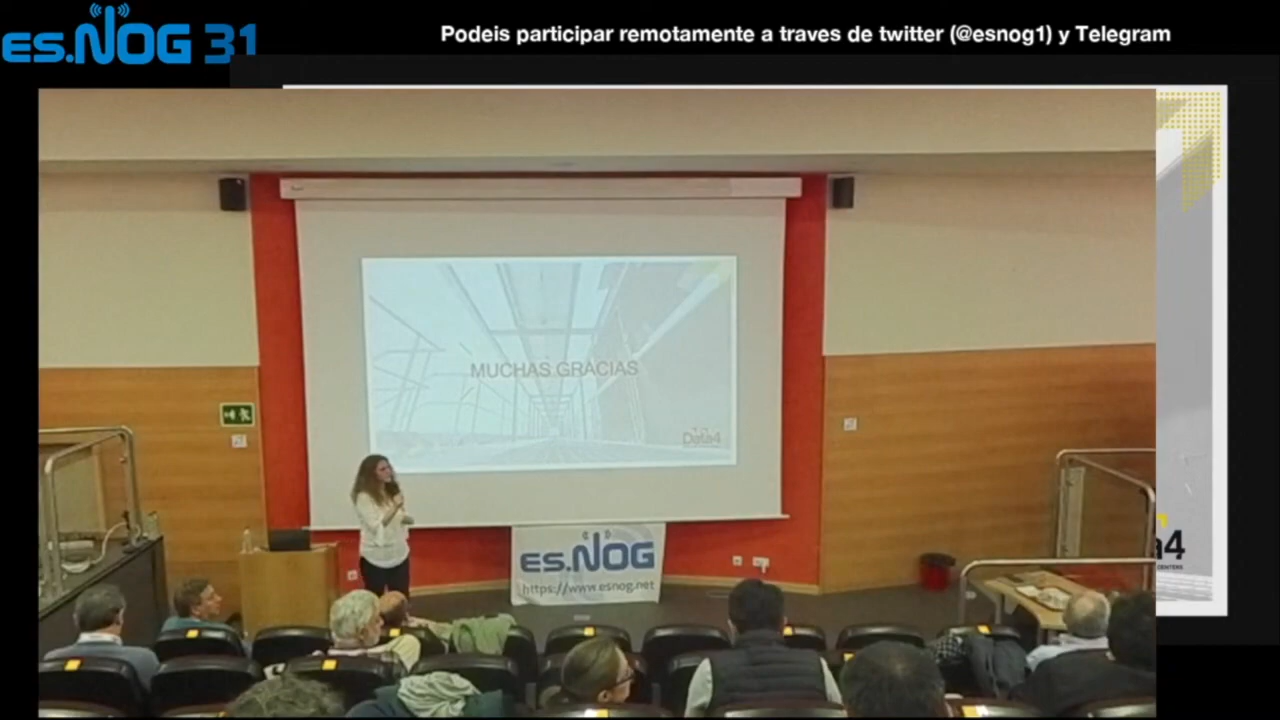 es.NOG 31
Podeis participar remotamente a traves de twitter (@esnog1) y Telegram
MUCHAS GRACIAS
Data4
es.NOG
https://www.esnog.net
a4
CENTERS